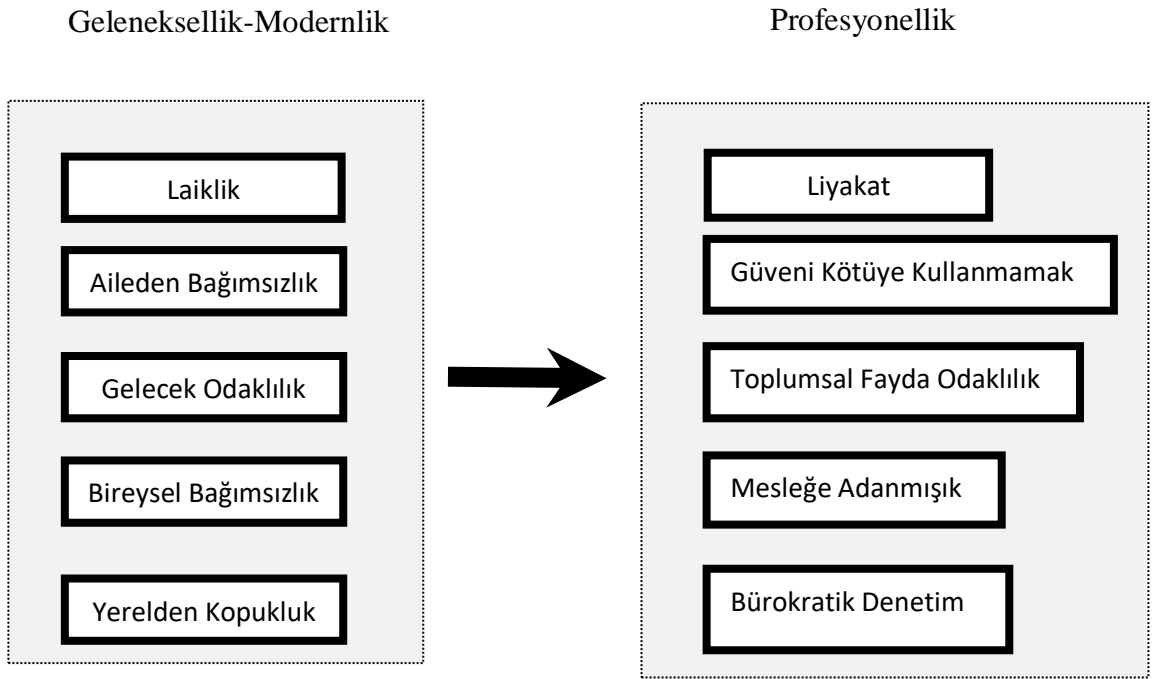 Geleneksellik-Modernlik
Laiklik
Aileden Bağımsızlık
Gelecek Odaklılık
Bireysel Bağımsızlık
Yerelden Kopukluk
Profesyonellik
Liyakat
Güveni Kötüye Kullanmamak
Toplumsal Fayda Odaklılık
Mesleğe Adanmışık
Bürokratik Denetim